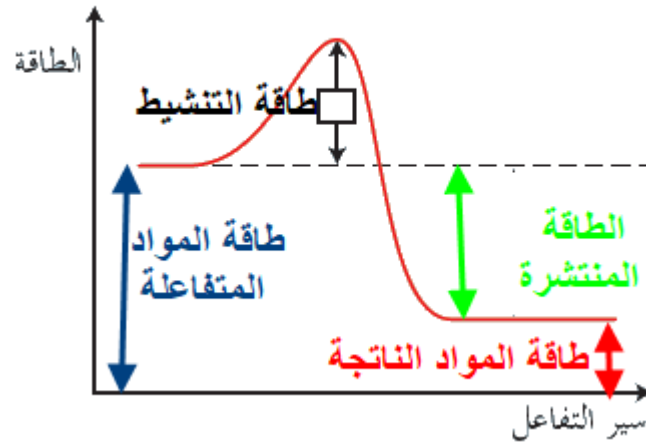 الطاقة
طاقة التنشيط
طاقة المواد
المتفاعلة
الطاقة
المنتشرة
طاقة المواد الناتجة
سير التفاعل